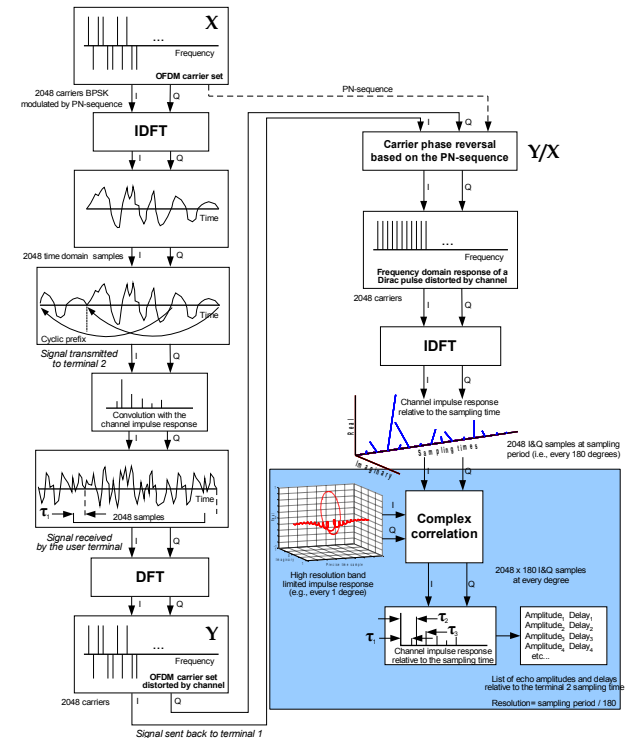 X
...
Frequency
OFDM carrier set
2048 carriers BPSK
modulated by PN-sequence
I
Q
PN-sequence
IDFT
I
Q
Time
2048 time domain samples
I
Q
Time
Cyclic prefix
Signal transmitted
to terminal 2
I
Q
Convolution with the
channel impulse response
I
Q
Time
τ1
2048 samples
Signal received
by the user terminal
I
Q
DFT
I
Q
Y
...
Frequency
OFDM carrier set
distorted by channel
2048 carriers
I
Q
Signal sent back to terminal 1
I
Q
Carrier phase reversal
based on the PN-sequence
Y/X
I
Q
...
Frequency
Frequency domain response of a
Dirac pulse distorted by channel
2048 carriers
I
Q
IDFT
I
Q
Channel impulse response
relative to the sampling time
Real
Imaginary
Sampling times
2048 I&Q samples at sampling
period (i.e., every 180 degrees)
I
Q
I
Q
Complex
correlation
High resolution band
limited impulse response
(e.g., every 1 degree)
I
Q
2048 x 180 I&Q samples
at every degree
τ2
τ1
τ3
Channel impulse response
relative to the sampling time
Amplitude1 Delay1
Amplitude2 Delay2
Amplitude3 Delay3
Amplitude4 Delay4
etc...
List of echo amplitudes and delays
relative to the terminal 2 sampling time
Resolution= sampling period / 180